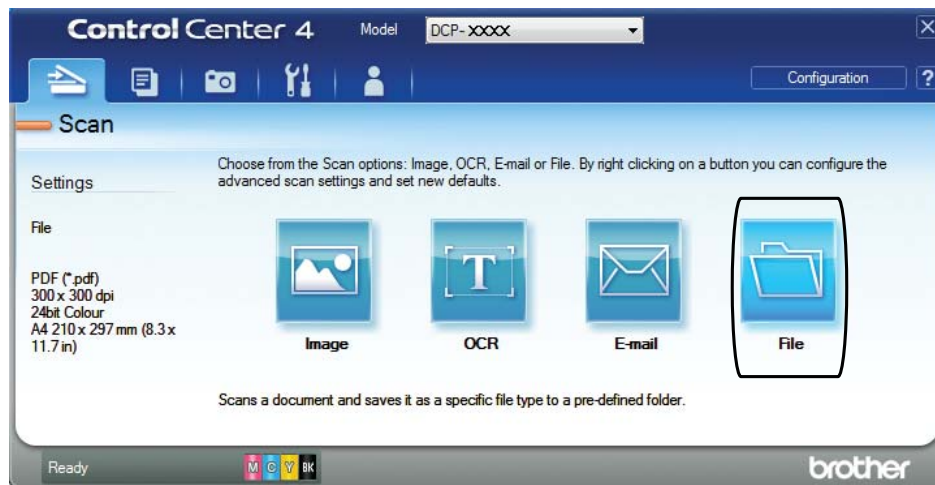 Control Center 4 Model DCP- XXXX X
Configuration ?
Scan
Choose from the Scan options: Image, OCR, E-mail or File. By right clicking on a button you can configure the
advanced scan settings and set new defaults.
Settings
File
PDF (*.pdf)
300 x 300 dpi
24bit Colour
A4 210 x 297 mm (8.3 x
11.7 in)
T
Image OCR E-mail File
Scans a document and saves it as a specific file type to a pre-defined folder.
Ready M C Y BK brother